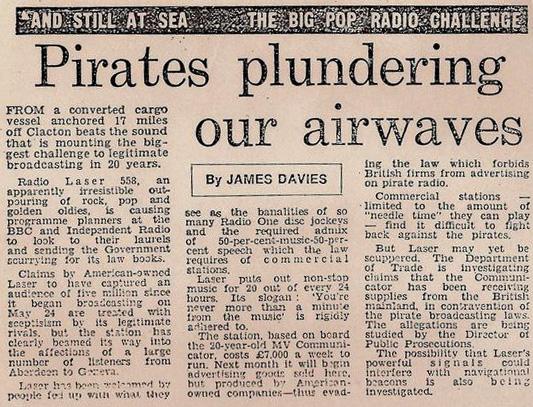 "AND STILL AT SEA . . . THE BIG POP RADIO CHALLENGE
Pirates plundering
our airwaves
FROM a converted cargo
vessel anchored 17 miles
off Clacton beats the sound
that is mounting the big-
gest challenge to legitimate
broadcasting in 20 years.
Radio Laser 558, an
apparently irresistible out-
pouring of rock, pop and
golden oldies, is causing
programme planners at the
BBC and Independent Radio
to look to their laurels
and sending the Government
scurrying for its law books.
Claims by American-owned
Laser to have captured an
audience of five million since
it began broadcasting on
May 24 are treated with
scepticism by its legitimate
rivals, but the station has
clearly beamed its way into
the affections of a large
number of listeners from
Aberdeen to Geneva.
Laser has been welcomed by
people fed up with what they
By JAMES DAVIES
see as the banalities of so
many Radio One disc jockeys
and the required admix
of 50-per-cent-music-50-per-
cent speech which the law
requires of commercial
stations.
Laser puts out non-stop
music for 20 out of every 24
hours. Its slogan: 'You're
never more than a minute
from the music' is rigidly
adhered to.
The station, based on board
the 20-year-old MV Communi-
cator, costs £7,000 a week to
run. Next month it will begin
advertising goods sold here,
but produced by American-
owned companies—thus evad-
ing the law which forbids
British firms from advertising
on pirate radio.
Commercial stations —
limited to the amount of
"needle time" they can play
— find difficult to fight
back against the pirates.
But Laser may yet be
scuppered. The Department
of Trade is investigating
claims that the Communi-
cator has been receiving
supplies from the British
mainland, in contravention of
the pirate broadcasting laws.
The allegations are being
studied by the Director of
Public Prosecutions.
The possibility that Laser's
powerful signals could
interfere with navigational
beacons is also being
investigated.